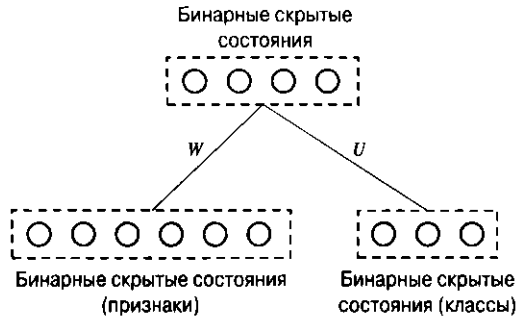 Бинарные скрытые
состояния
W
U
Бинарные скрытые состояния
(признаки)
Бинарные скрытые
состояния (классы)